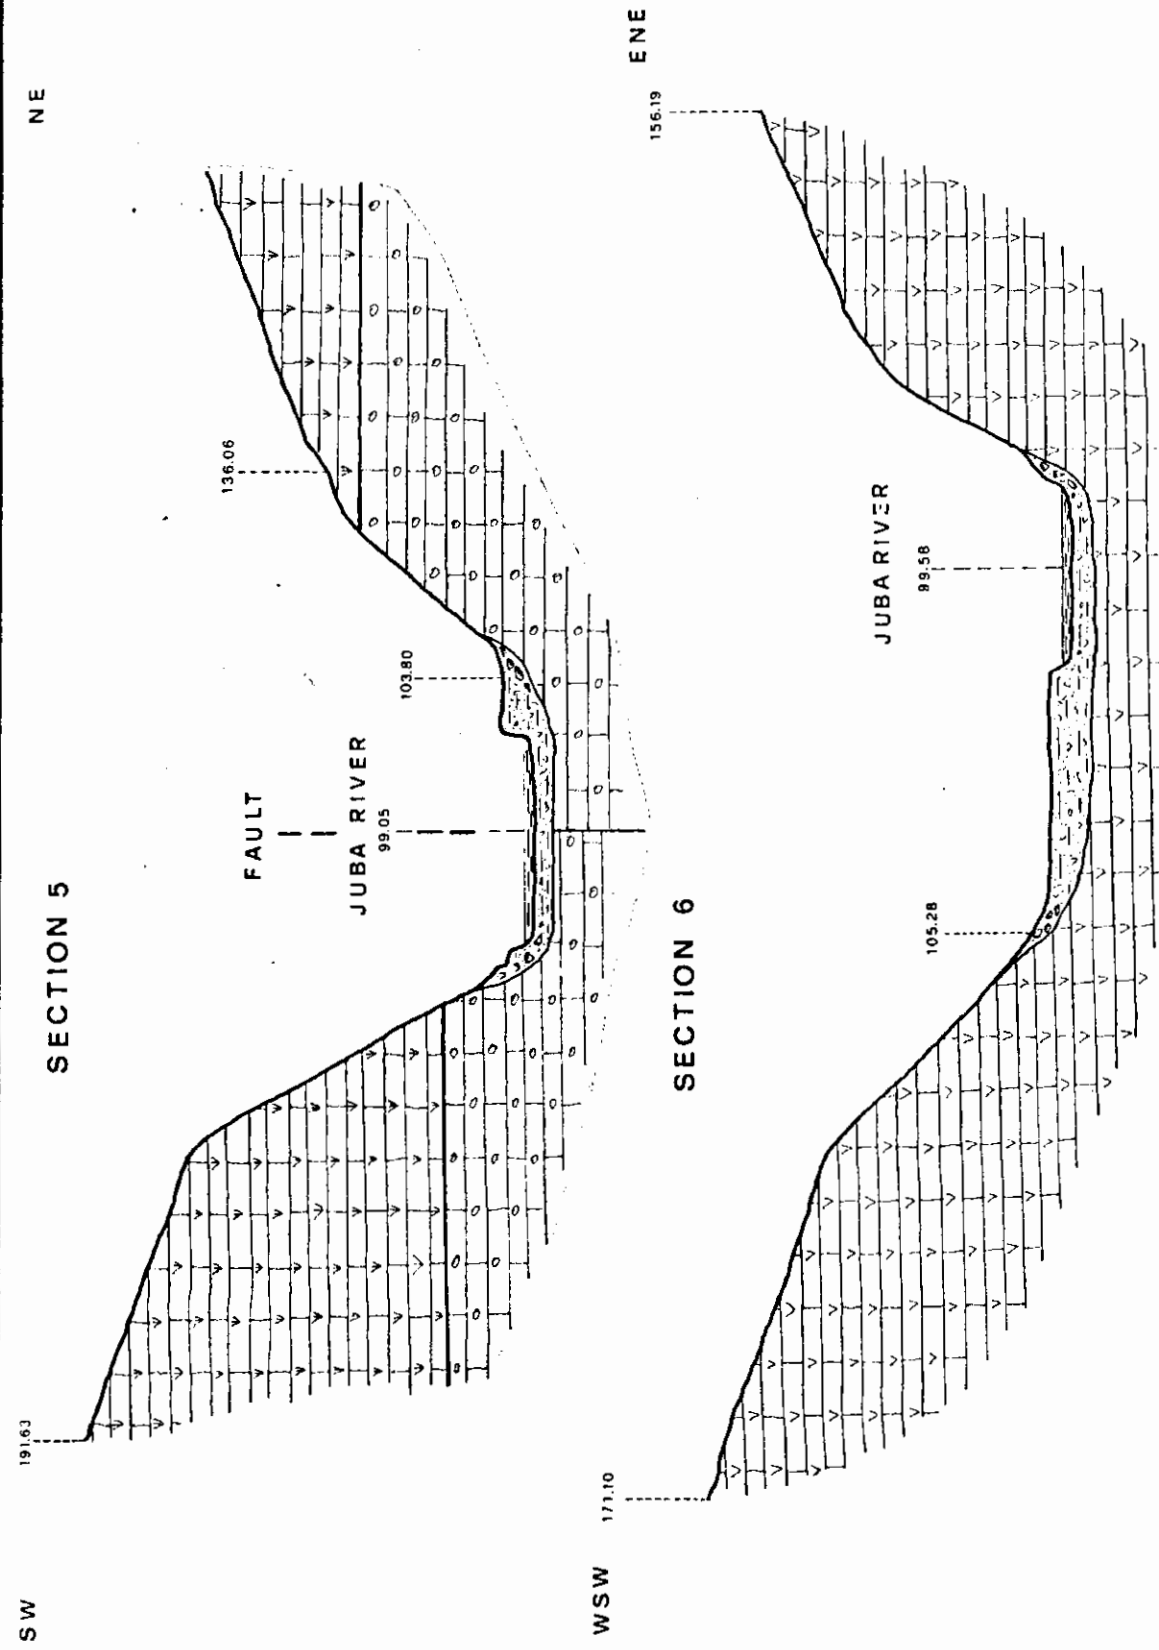 SECTION 5
SW
NE
191.63
FAULT
JUBA RIVER
99.05
103.80
136.06
SECTION 6
WSW
ENE
171.10
105.28
JUBA RIVER
99.58
156.19